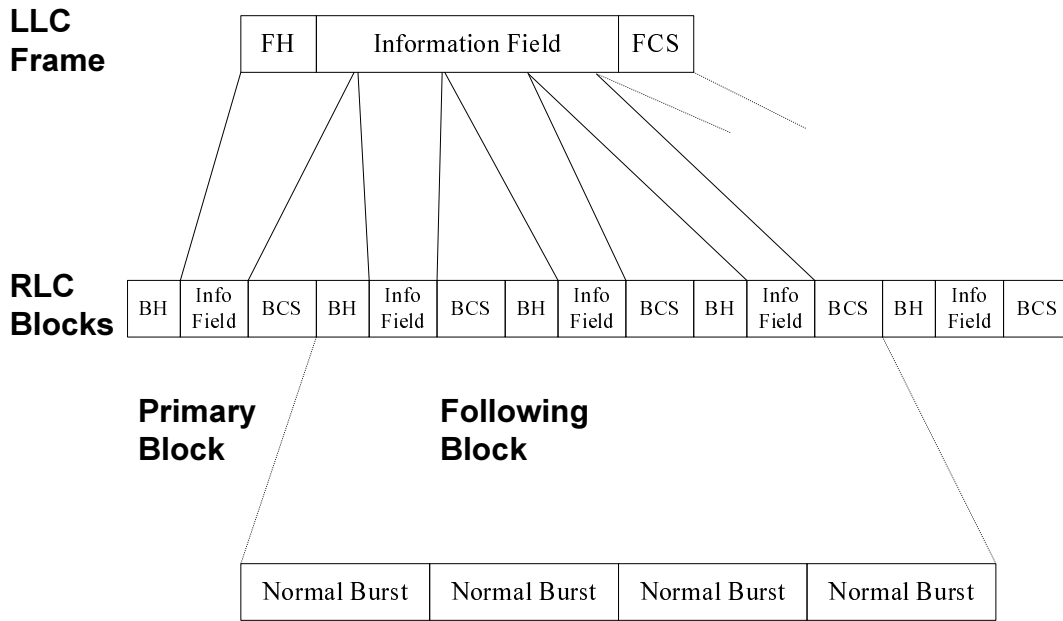 LLC
Frame
FH Information Field FCS
RLC
Blocks
BH Info Field BCS BH Info Field BCS BH Info Field BCS BH Info Field BCS BH Info Field BCS
Primary
Block
Following
Block
Normal Burst Normal Burst Normal Burst Normal Burst